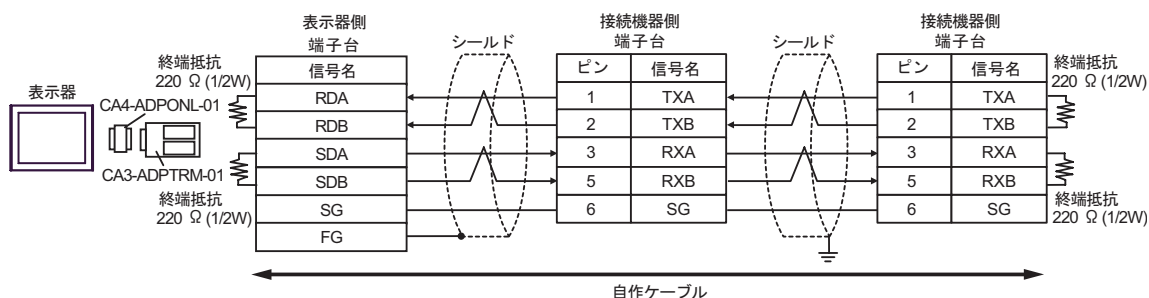 表示器側
端子台
接続機器側
端子台
接続機器側
端子台
シールド
シールド
終端抵抗
220 Ω (1/2W)
信号名
ピン
信号名
ピン
信号名
終端抵抗
220 Ω (1/2W)
表示器
CA4-ADPONL-01
RDA
1
TXA
1
TXA
RDB
2
TXB
2
TXB
SDA
3
RXA
3
RXA
CA3-ADPTRM-01
SDB
5
RXB
5
RXB
終端抵抗
220 Ω (1/2W)
SG
6
SG
6
SG
終端抵抗
220 Ω (1/2W)
FG
自作ケーブル